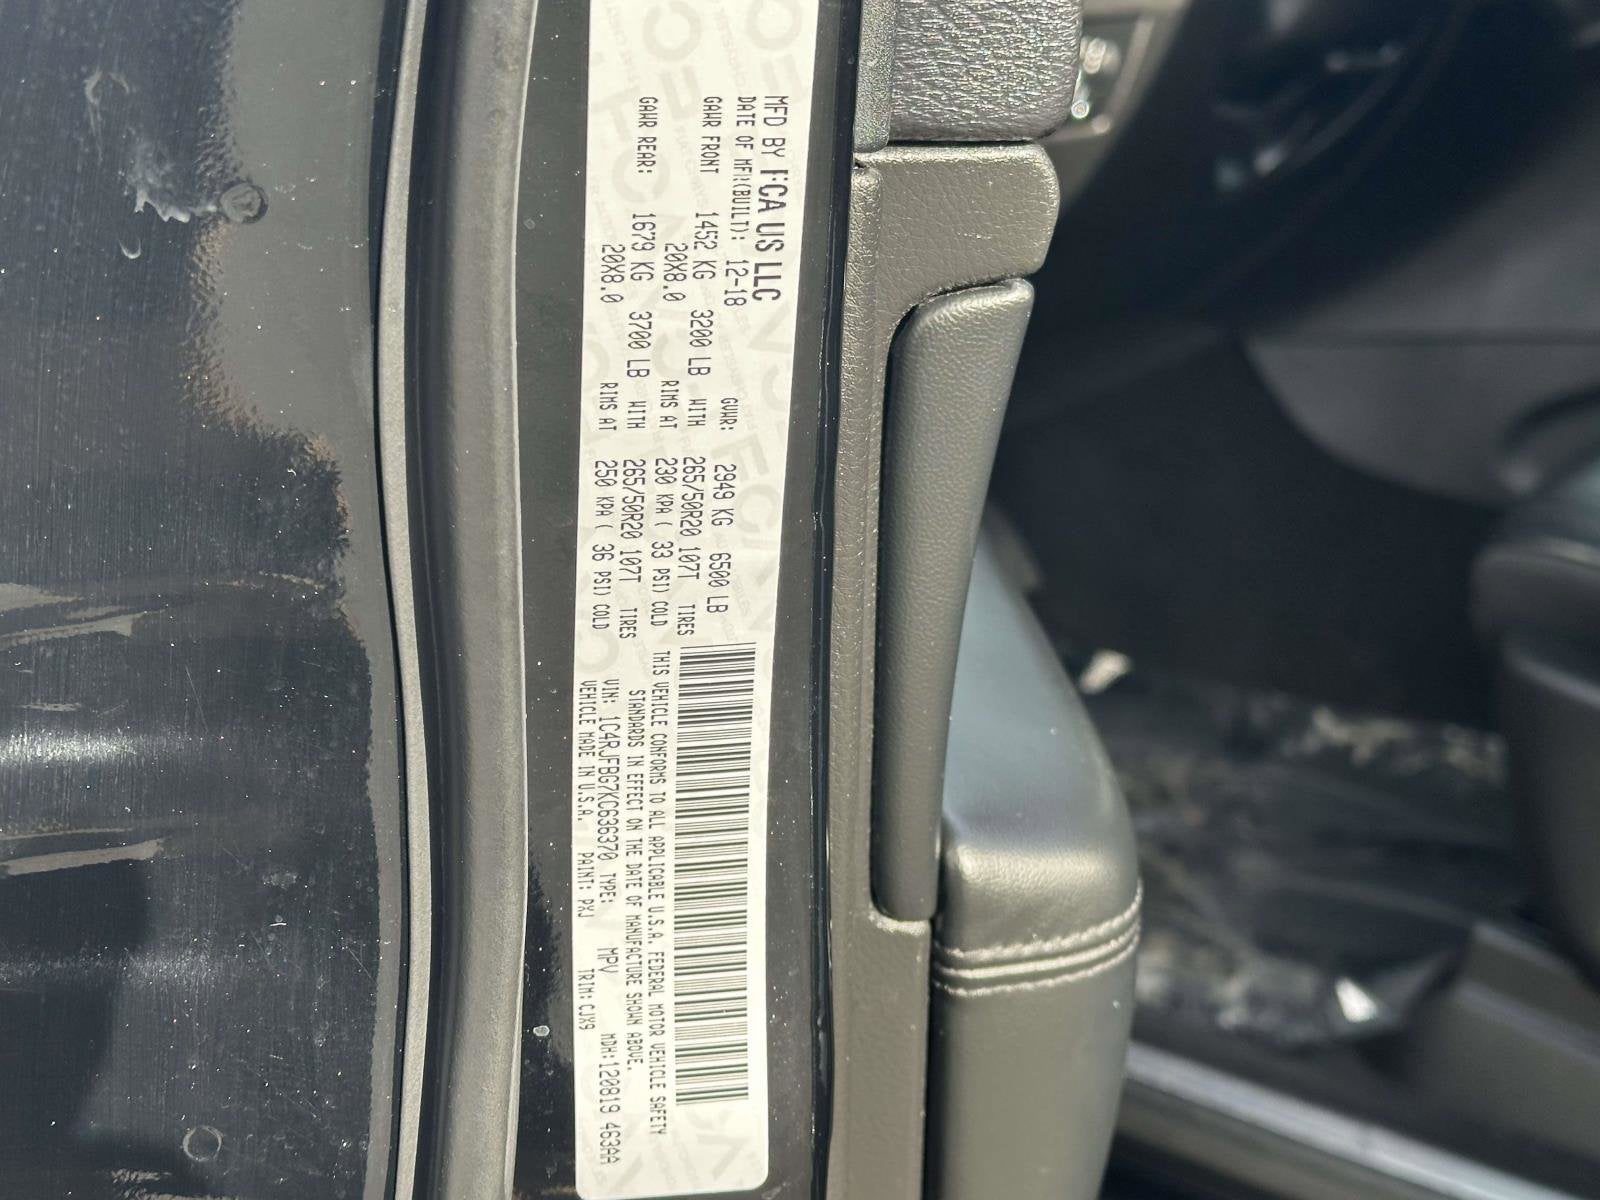 MFD BY FCA US LLC
DATE OF MFR(BUILT): 12-18 GVWR: 2949 KG 6500 LB
GAWR FRONT 1452 KG 3200 LB WITH 265/50R20 107T TIRES
20X8.0 RIMS AT 230 KPA ( 33 PSI) COLD
GAWR REAR: 1679 KG 3700 LB WITH 265/50R20 107T TIRES
20X8.0 RIMS AT 250 KPA ( 36 PSI) COLD
THIS VEHICLE CONFORMS TO ALL APPLICABLE U.S.A. FEDERAL MOTOR VEHICLE SAFETY
STANDARDS IN EFFECT ON THE DATE OF MANUFACTURE SHOWN ABOVE.
VIN: 1C4RJFBG7KC636370 TYPE: MPV MDH:120819 463AA
VEHICLE MADE IN U.S.A. PAINT: PXJ TRIM: CJX9